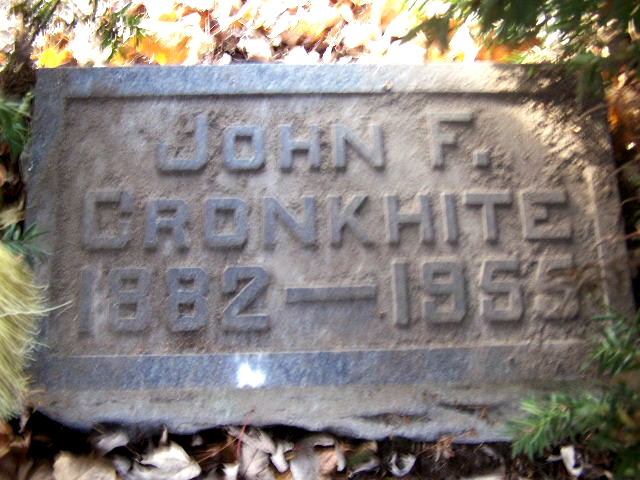 JOHN F.
CRONKHITE
1882 — 1955